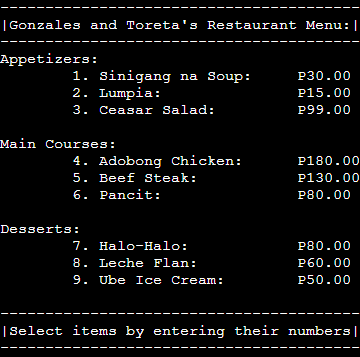 ----------------------------------------
|Gonzales and Toreta's Restaurant Menu:|
----------------------------------------
Appetizers:
1. Sinigang na Soup: P30.00
2. Lumpia: P15.00
3. Ceasar Salad: P99.00
Main Courses:
4. Adobong Chicken: P180.00
5. Beef Steak: P130.00
6. Pancit: P80.00
Desserts:
7. Halo-Halo: P80.00
8. Leche Flan: P60.00
9. Ube Ice Cream: P50.00
----------------------------------------
|Select items by entering their numbers|
----------------------------------------